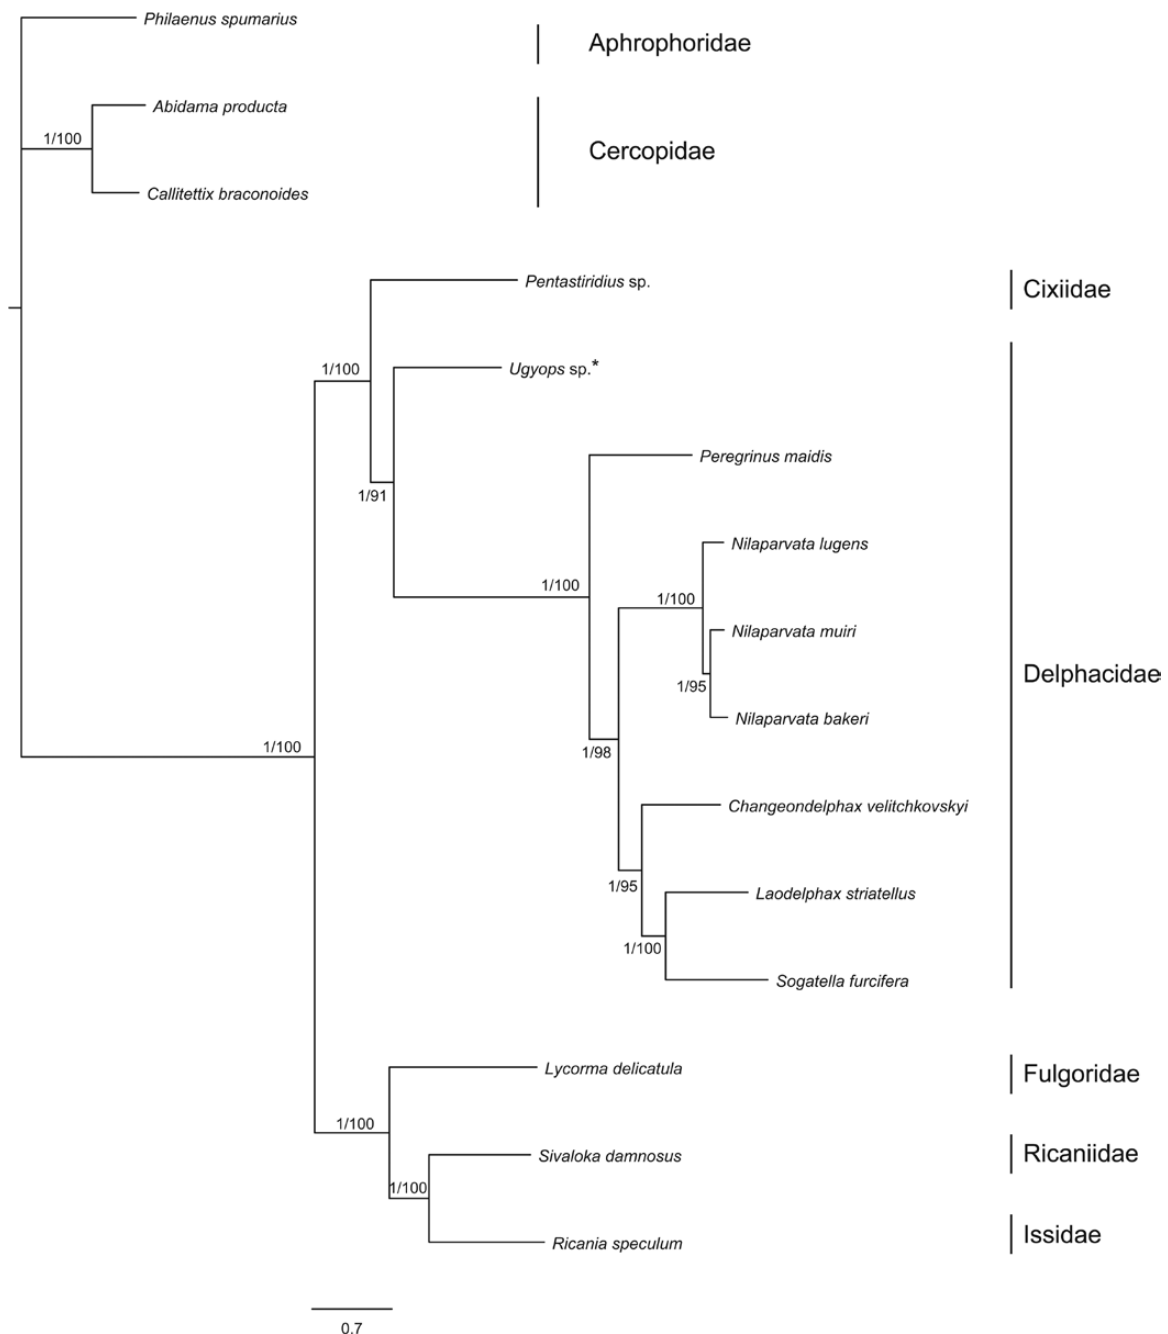 Philaenus spumarius
Aphrophoridae
Abidama producta
1/100
Cercopidae
Callitettix braconoides
Pentastiridius sp.
Cixiidae
1/100
Ugyops sp.*
Peregrinus maidis
1/91
Nilaparvata lugens
1/100
1/100
Nilaparvata muiri
Delphacidae
1/95
Nilaparvata bakeri
1/100
1/98
Changeondelphax velitchkovskyi
1/95
Laodelphax striatellus
1/100
Sogatella furcifera
Lycorma delicatula
Fulgoridae
1/100
Sivaloka damnosus
Ricaniidae
1/100
Ricania speculum
Issidae
0.7